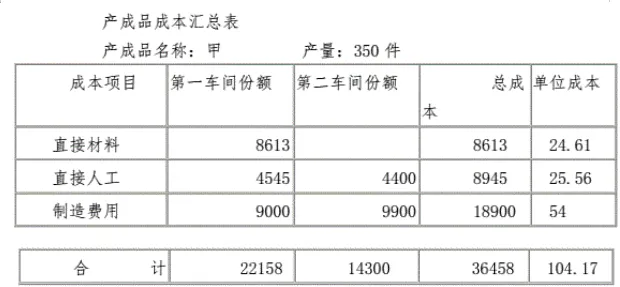 产成品成本汇总表
产成品名称：甲 产量：350 件
成本项目 第一车间份额 第二车间份额 总成本 单位成本
直接材料 8613 8613 24.61
直接人工 4545 4400 8945 25.56
制造费用 9000 9900 18900 54
合 计 22158 14300 36458 104.17